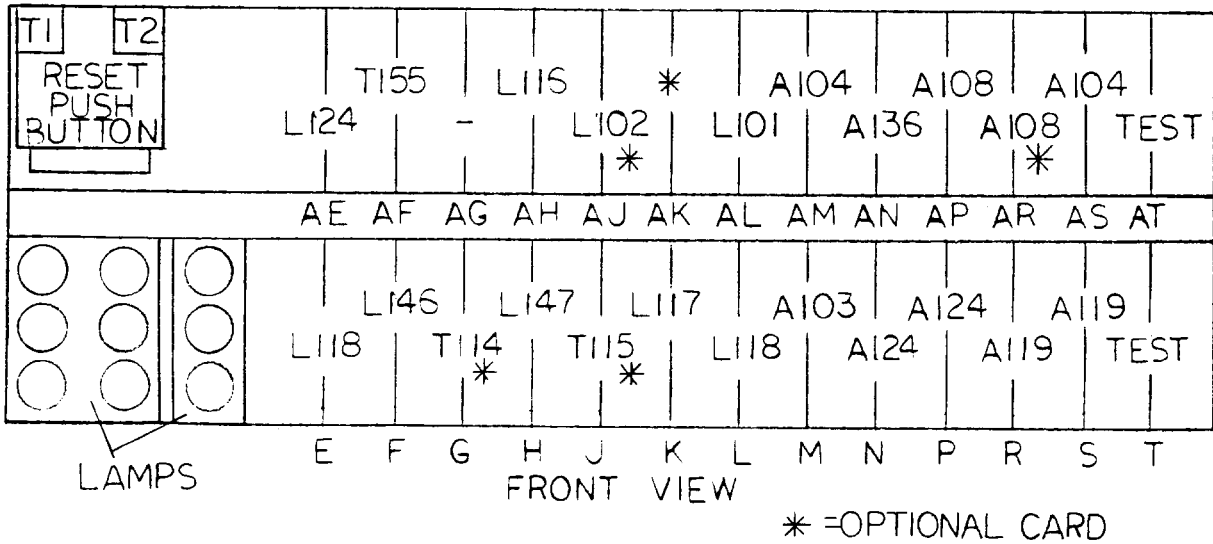 T1 T2
RESET
PUSH
BUTTON
T155 L116 * A104 A108 A104
L124 - L102 L101 A136 A108 TEST
* *
AE AF AG AH AJ AK AL AM AN AP AR AS AT
L146 L147 L117 A103 A124 A119
L118 T114 T115 L118 A124 A119 TEST
* *
E F G H J K L M N P R S T
LAMPS
FRONT VIEW
* =OPTIONAL CARD